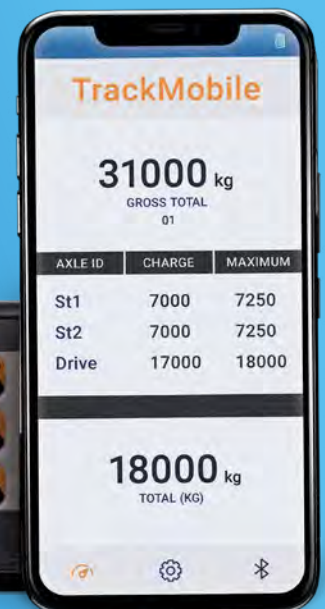 TrackMobile
31000 kg
GROSS TOTAL
01
AXLE ID CHARGE MAXIMUM
St1 7000 7250
St2 7000 7250
Drive 17000 18000
18000 kg
TOTAL (KG)